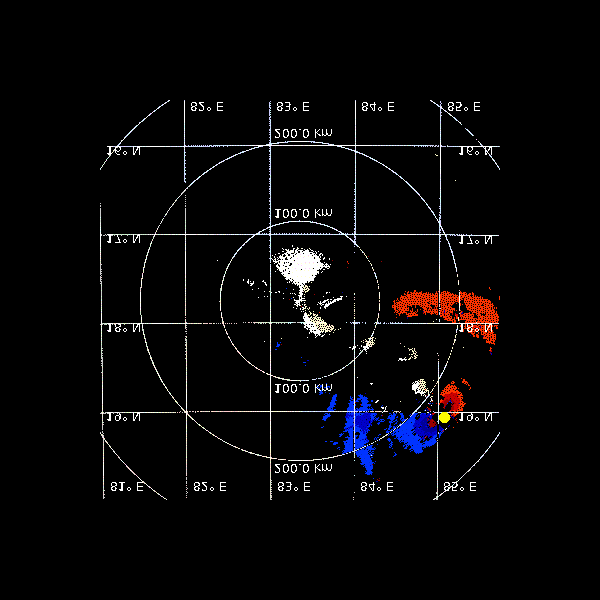 82° E 83° E 84° E 85° E
200.0 km
16° N 16° N
100.0 km
17° N 17° N
18° N 18° N
100.0 km
19° N 19° N
200.0 km
81° E 82° E 83° E 84° E 85° E